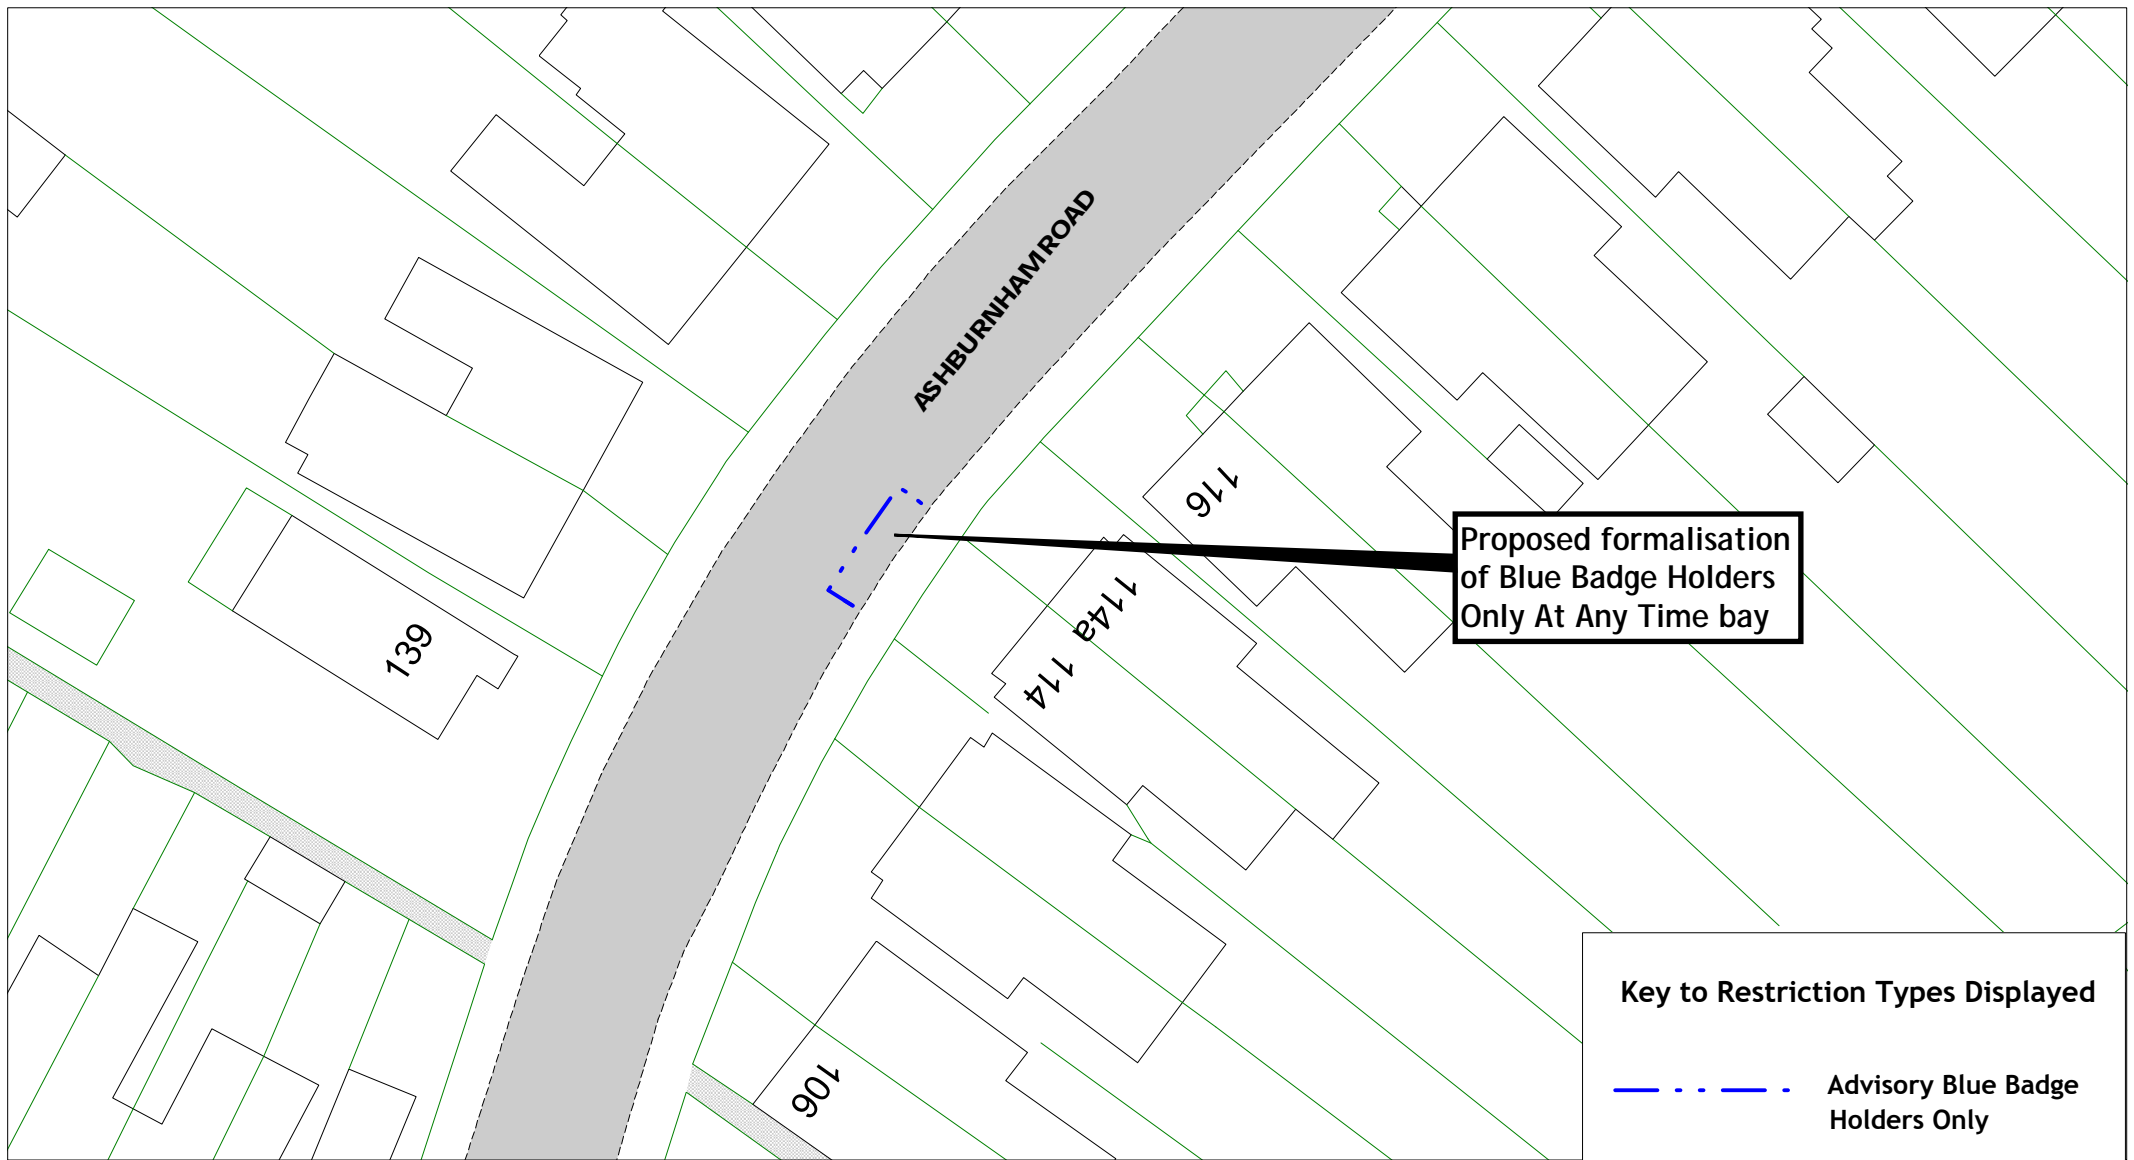 ASHBURNHAM ROAD
116
Proposed formalisation
of Blue Badge Holders
Only At Any Time bay
114a
114
139
106
Key to Restriction Types Displayed
Advisory Blue Badge
Holders Only